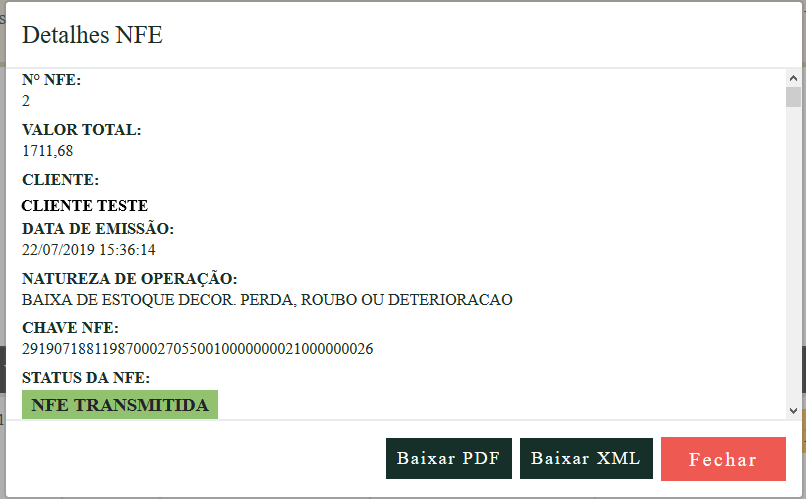 Detalhes NFE
Nº NFE:
2
VALOR TOTAL:
1711,68
CLIENTE:
CLIENTE TESTE
DATA DE EMISSÃO:
22/07/2019 15:36:14
NATUREZA DE OPERAÇÃO:
BAIXA DE ESTOQUE DECOR. PERDA, ROUBO OU DETERIORACAO
CHAVE NFE:
29190718811987000270550010000000021000000026
STATUS DA NFE:
NFE TRANSMITIDA
Baixar PDF
Baixar XML
Fechar